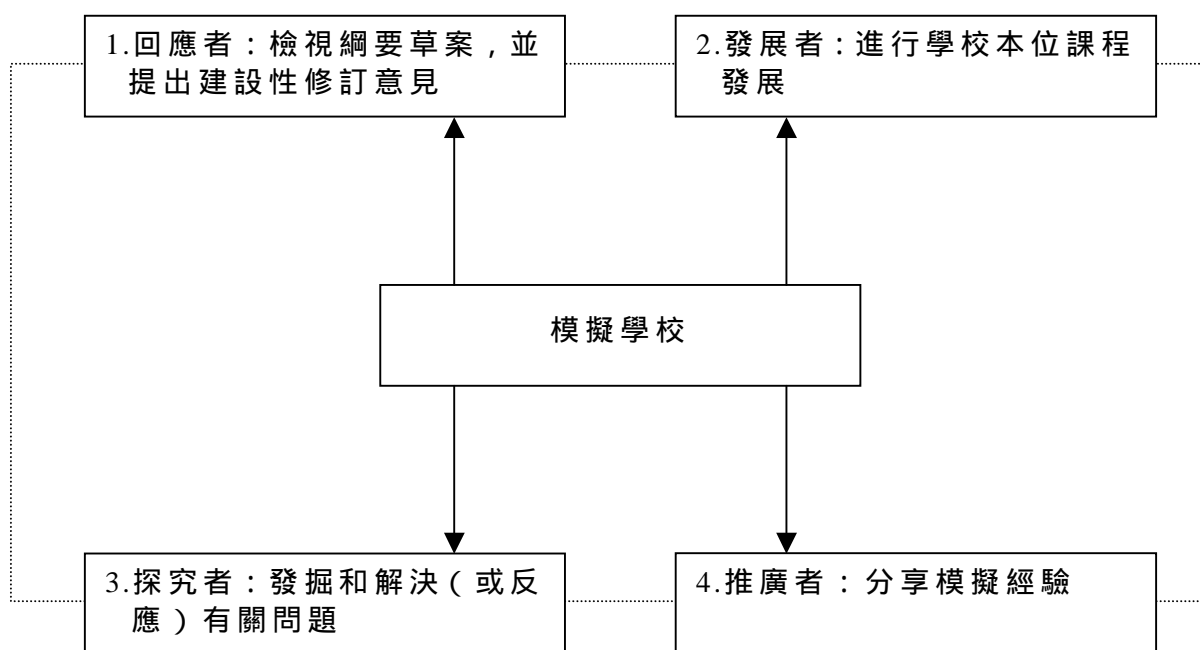 1.回應者：檢視綱要草案，並
提出建設性修訂意見
2.發展者：進行學校本位課程
發展
模擬學校
3.探究者：發掘和解決（或反
應）有關問題
4.推廣者：分享模擬經驗